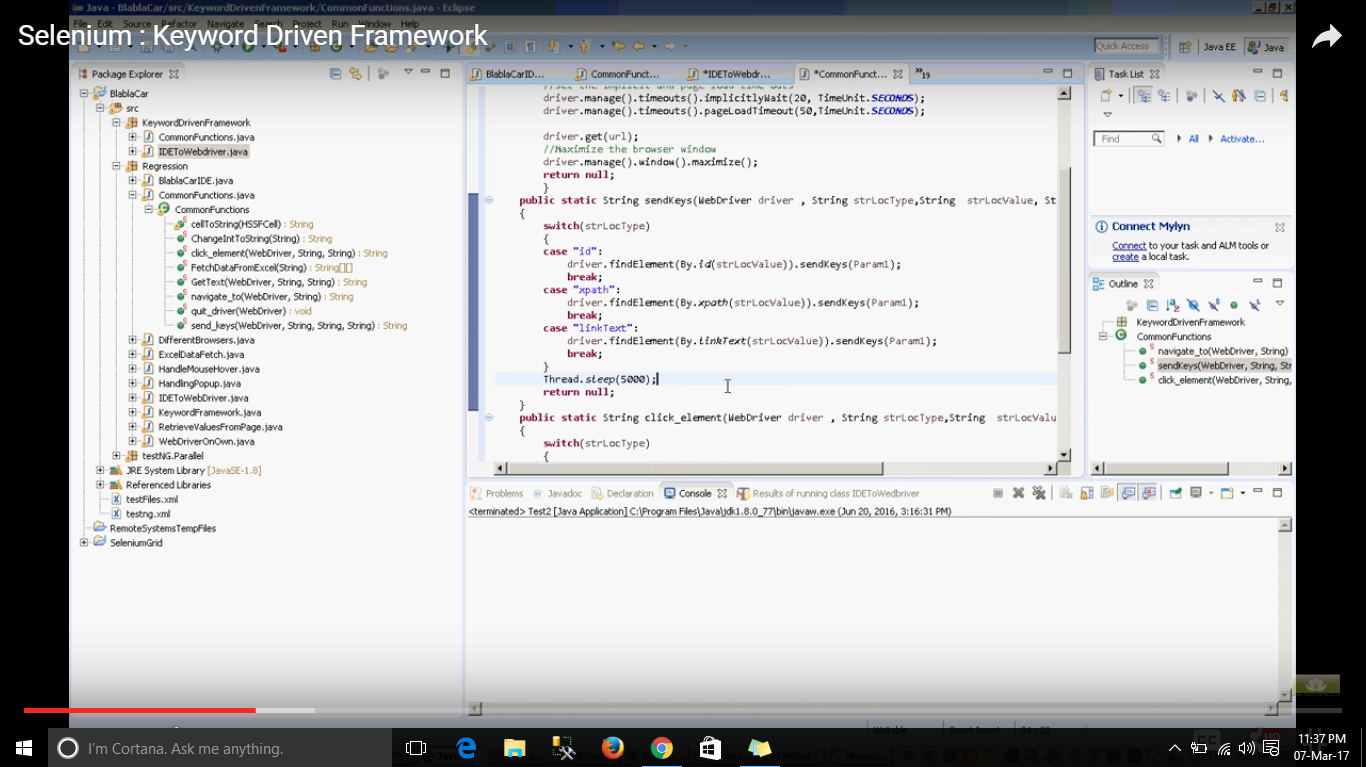 Java - BlablaCar/src/KeywordDrivenFramework/CommonFunctions.java - Eclipse
File Edit Source Refactor Navigate Search Project Run Window Help
Selenium : Keyword Driven Framework
Quick Access
Java EE
Java
Package Explorer
BlablaCar
src
KeywordDrivenFramework
CommonFunctions.java
IDEToWebdriver.java
Regression
BlablaCarIDE.java
CommonFunctions.java
CommonFunctions
cellToString(HSSFCell) : String
ChangeIntToString(String) : String
click_element(WebDriver, String, String) : String
FetchDataFromExcel(String) : String[][]
GetText(WebDriver, String, String) : String
navigate_to(WebDriver, String) : String
quit_driver(WebDriver) : void
send_keys(WebDriver, String, String, String) : String
DifferentBrowsers.java
ExcelDataFetch.java
HandleMouseHover.java
HandlingPopup.java
IDEToWebDriver.java
KeywordFramework.java
RetrieveValuesFromPage.java
WebDriverOnOwn.java
testNG.Parallel
JRE System Library [JavaSE-1.8]
Referenced Libraries
testFiles.xml
testng.xml
RemoteSystemsTempFiles
SeleniumGrid
BlablaCarID...
CommonFunct...
*IDEToWebdr...
*CommonFunct...
»19
//Set the implicit and page load time outs
driver.manage().timeouts().implicitlyWait(20, TimeUnit.SECONDS);
driver.manage().timeouts().pageLoadTimeout(50,TimeUnit.SECONDS);
driver.get(url);
//Maximize the browser window
driver.manage().window().maximize();
return null;
}
public static String sendKeys(WebDriver driver , String strLocType,String strLocValue, St
{
switch(strLocType)
{
case "id":
driver.findElement(By.id(strLocValue)).sendKeys(Param1);
break;
case "xpath":
driver.findElement(By.xpath(strLocValue)).sendKeys(Param1);
break;
case "linkText":
driver.findElement(By.linkText(strLocValue)).sendKeys(Param1);
break;
}
Thread.sleep(5000);
return null;
}
public static String click_element(WebDriver driver , String strLocType,String strLocValu
{
switch(strLocType)
{
Task List
Find
All
Activate...
Connect Mylyn
Connect to your task and ALM tools or
create a local task.
Outline
KeywordDrivenFramework
CommonFunctions
navigate_to(WebDriver, String)
sendKeys(WebDriver, String, Str
click_element(WebDriver, String,
Problems
Javadoc
Declaration
Console
Results of running class IDEToWedbriver
<terminated> Test2 [Java Application] C:\Program Files\Java\jdk1.8.0_77\bin\javaw.exe (Jun 20, 2016, 3:16:31 PM)
Writable
Smart Insert
34 : 28
I'm Cortana. Ask me anything.
11:37 PM
07-Mar-17